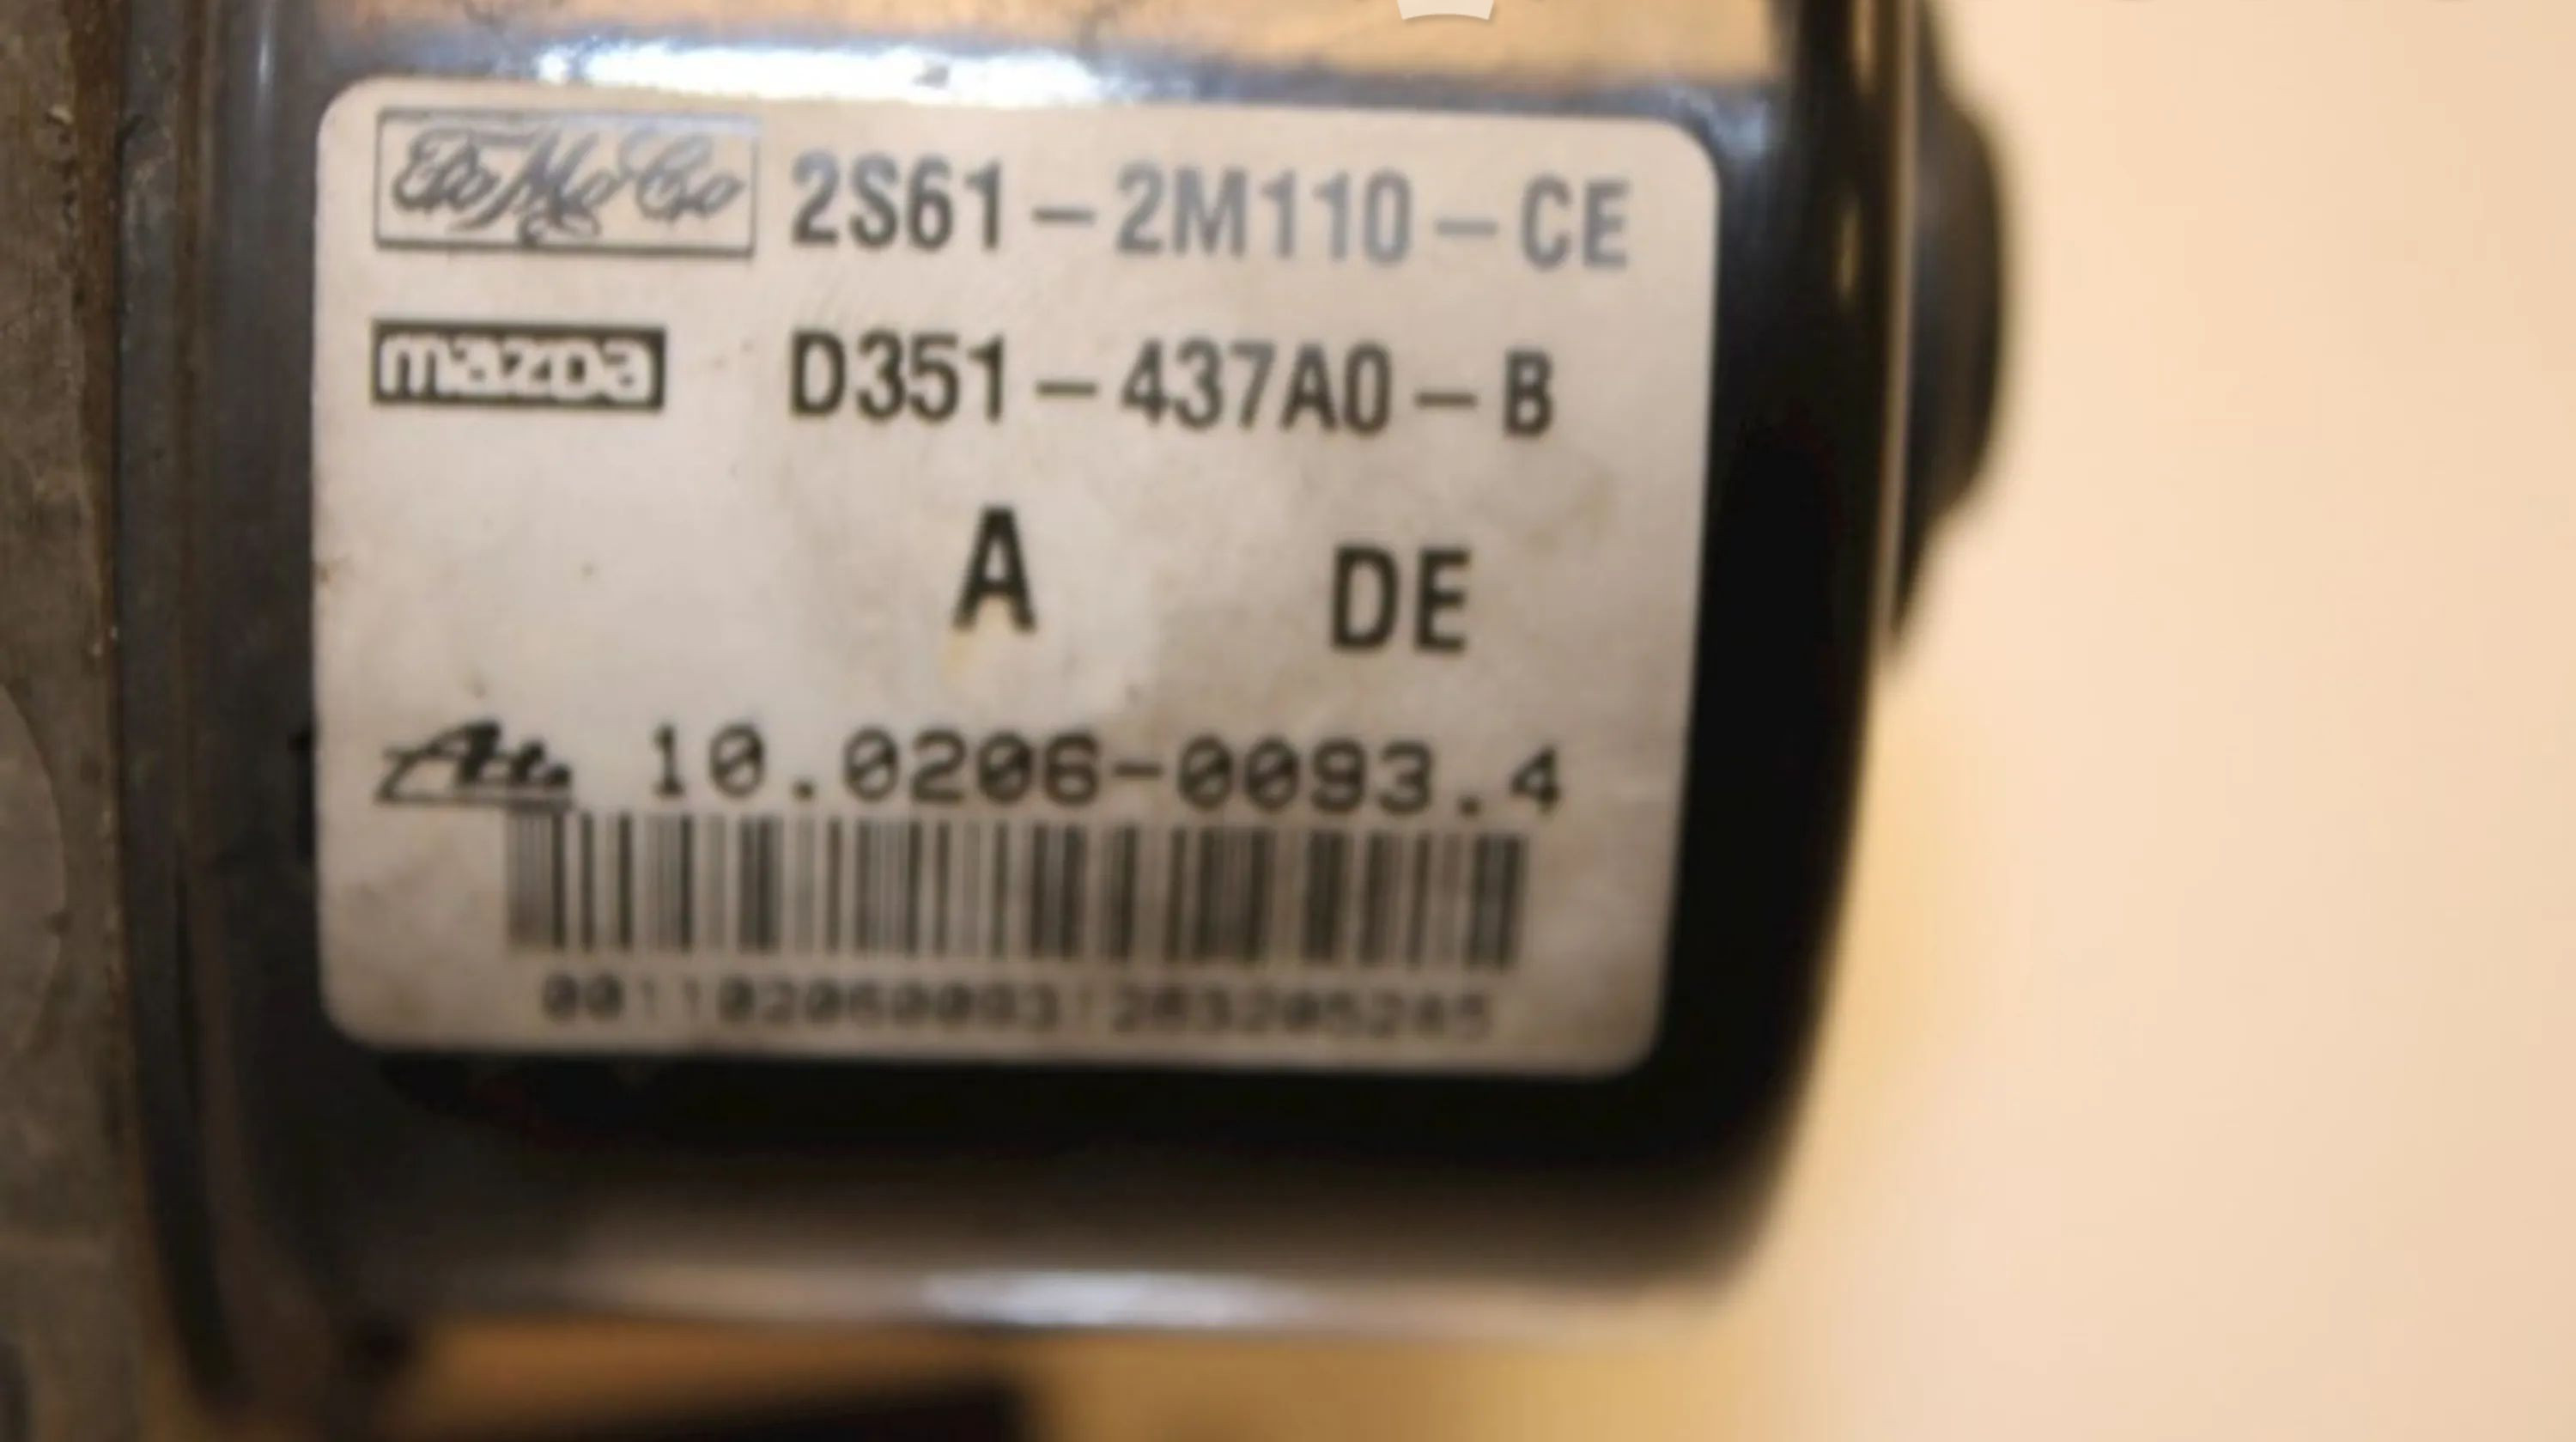 FoMoCo 2S61-2M110-CE
mazda D351-437A0-B
A DE
Ate 10.0206-0093.4